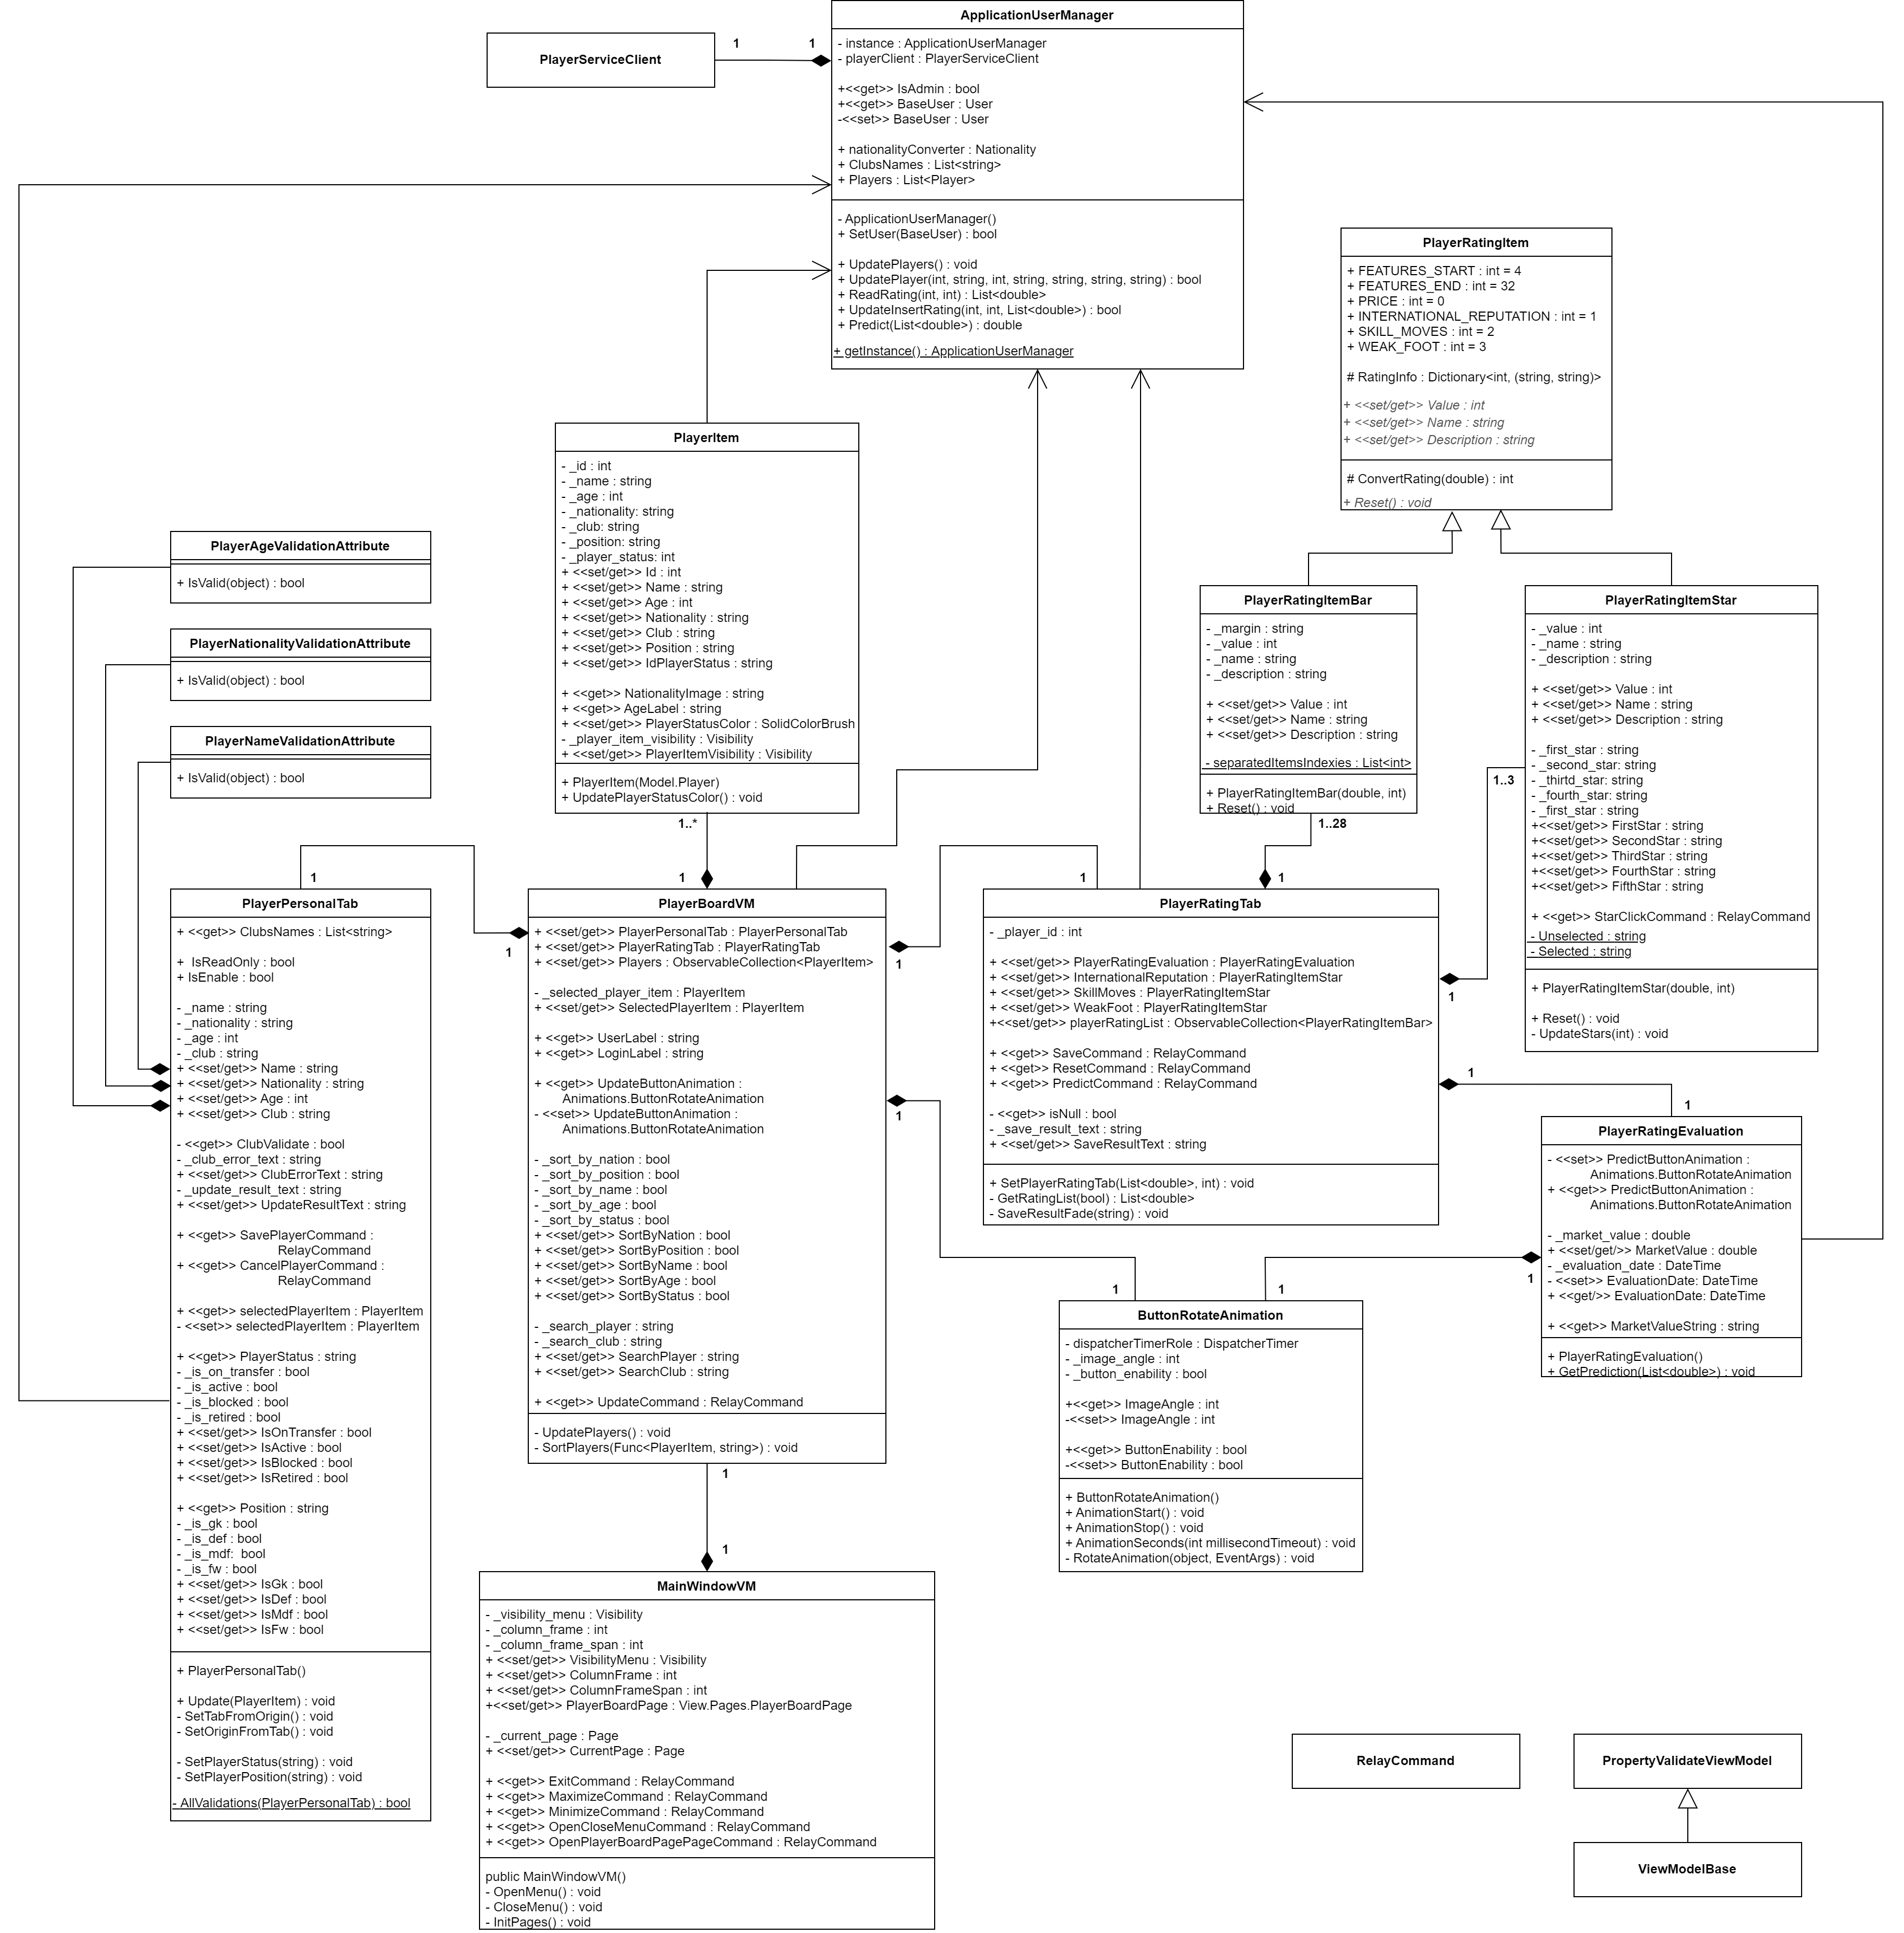 ApplicationUserManager
- instance : ApplicationUserManager
- playerClient : PlayerServiceClient
+<<get>> IsAdmin : bool
+<<get>> BaseUser : User
-<<set>> BaseUser : User
+ nationalityConverter : Nationality
+ ClubsNames : List<string>
+ Players : List<Player>
- ApplicationUserManager()
+ SetUser(BaseUser) : bool
+ UpdatePlayers() : void
+ UpdatePlayer(int, string, int, string, string, string, string) : bool
+ ReadRating(int, int) : List<double>
+ UpdateInsertRating(int, int, List<double>) : bool
+ Predict(List<double>) : double
+ getInstance() : ApplicationUserManager
PlayerServiceClient
1
1
PlayerRatingItem
+ FEATURES_START : int = 4
+ FEATURES_END : int = 32
+ PRICE : int = 0
+ INTERNATIONAL_REPUTATION : int = 1
+ SKILL_MOVES : int = 2
+ WEAK_FOOT : int = 3
# RatingInfo : Dictionary<int, (string, string)>
+ <<set/get>> Value : int
+ <<set/get>> Name : string
+ <<set/get>> Description : string
# ConvertRating(double) : int
+ Reset() : void
PlayerItem
- _id : int
- _name : string
- _age : int
- _nationality: string
- _club: string
- _position: string
- _player_status: int
+ <<set/get>> Id : int
+ <<set/get>> Name : string
+ <<set/get>> Age : int
+ <<set/get>> Nationality : string
+ <<set/get>> Club : string
+ <<set/get>> Position : string
+ <<set/get>> IdPlayerStatus : string
+ <<get>> NationalityImage : string
+ <<get>> AgeLabel : string
+ <<set/get>> PlayerStatusColor : SolidColorBrush
- _player_item_visibility : Visibility
+ <<set/get>> PlayerItemVisibility : Visibility
+ PlayerItem(Model.Player)
+ UpdatePlayerStatusColor() : void
1..*
1
PlayerAgeValidationAttribute
+ IsValid(object) : bool
PlayerNationalityValidationAttribute
+ IsValid(object) : bool
PlayerNameValidationAttribute
+ IsValid(object) : bool
PlayerRatingItemBar
- _margin : string
- _value : int
- _name : string
- _description : string
+ <<set/get>> Value : int
+ <<set/get>> Name : string
+ <<set/get>> Description : string
- separatedItemsIndexies : List<int>
+ PlayerRatingItemBar(double, int)
+ Reset() : void
1..28
1
PlayerRatingItemStar
- _value : int
- _name : string
- _description : string
+ <<set/get>> Value : int
+ <<set/get>> Name : string
+ <<set/get>> Description : string
- _first_star : string
- _second_star: string
- _thirtd_star: string
- _fourth_star: string
- _first_star : string
+<<set/get>> FirstStar : string
+<<set/get>> SecondStar : string
+<<set/get>> ThirdStar : string
+<<set/get>> FourthStar : string
+<<set/get>> FifthStar : string
+ <<get>> StarClickCommand : RelayCommand
- Unselected : string
- Selected : string
+ PlayerRatingItemStar(double, int)
+ Reset() : void
- UpdateStars(int) : void
1..3
1
PlayerPersonalTab
+ <<get>> ClubsNames : List<string>
+  IsReadOnly : bool
+ IsEnable : bool
- _name : string
- _nationality : string
- _age : int
- _club : string
+ <<set/get>> Name : string
+ <<set/get>> Nationality : string
+ <<set/get>> Age : int
+ <<set/get>> Club : string
- <<get>> ClubValidate : bool
- _club_error_text : string
+ <<set/get>> ClubErrorText : string
- _update_result_text : string
+ <<set/get>> UpdateResultText : string
+ <<get>> SavePlayerCommand :
RelayCommand
+ <<get>> CancelPlayerCommand :
RelayCommand
+ <<get>> selectedPlayerItem : PlayerItem
- <<set>> selectedPlayerItem : PlayerItem
+ <<get>> PlayerStatus : string
- _is_on_transfer : bool
- _is_active : bool
- _is_blocked : bool
- _is_retired : bool
+ <<set/get>> IsOnTransfer : bool
+ <<set/get>> IsActive : bool
+ <<set/get>> IsBlocked : bool
+ <<set/get>> IsRetired : bool
+ <<get>> Position : string
- _is_gk : bool
- _is_def : bool
- _is_mdf:  bool
- _is_fw : bool
+ <<set/get>> IsGk : bool
+ <<set/get>> IsDef : bool
+ <<set/get>> IsMdf : bool
+ <<set/get>> IsFw : bool
+ PlayerPersonalTab()
+ Update(PlayerItem) : void
- SetTabFromOrigin() : void
- SetOriginFromTab() : void
- SetPlayerStatus(string) : void
- SetPlayerPosition(string) : void
- AllValidations(PlayerPersonalTab) : bool
1
1
PlayerBoardVM
+ <<set/get>> PlayerPersonalTab : PlayerPersonalTab
+ <<set/get>> PlayerRatingTab : PlayerRatingTab
+ <<set/get>> Players : ObservableCollection<PlayerItem>
- _selected_player_item : PlayerItem
+ <<set/get>> SelectedPlayerItem : PlayerItem
+ <<get>> UserLabel : string
+ <<get>> LoginLabel : string
+ <<get>> UpdateButtonAnimation :
Animations.ButtonRotateAnimation
- <<set>> UpdateButtonAnimation :
Animations.ButtonRotateAnimation
- _sort_by_nation : bool
- _sort_by_position : bool
- _sort_by_name : bool
- _sort_by_age : bool
- _sort_by_status : bool
+ <<set/get>> SortByNation : bool
+ <<set/get>> SortByPosition : bool
+ <<set/get>> SortByName : bool
+ <<set/get>> SortByAge : bool
+ <<set/get>> SortByStatus : bool
- _search_player : string
- _search_club : string
+ <<set/get>> SearchPlayer : string
+ <<set/get>> SearchClub : string
+ <<get>> UpdateCommand : RelayCommand
- UpdatePlayers() : void
- SortPlayers(Func<PlayerItem, string>) : void
1
1
1
1
PlayerRatingTab
- _player_id : int
+ <<set/get>> PlayerRatingEvaluation : PlayerRatingEvaluation
+ <<set/get>> InternationalReputation : PlayerRatingItemStar
+ <<set/get>> SkillMoves : PlayerRatingItemStar
+ <<set/get>> WeakFoot : PlayerRatingItemStar
+<<set/get>> playerRatingList : ObservableCollection<PlayerRatingItemBar>
+ <<get>> SaveCommand : RelayCommand
+ <<get>> ResetCommand : RelayCommand
+ <<get>> PredictCommand : RelayCommand
- <<get>> isNull : bool
- _save_result_text : string
+ <<set/get>> SaveResultText : string
+ SetPlayerRatingTab(List<double>, int) : void
- GetRatingList(bool) : List<double>
- SaveResultFade(string) : void
1
1
PlayerRatingEvaluation
- <<set>> PredictButtonAnimation :
Animations.ButtonRotateAnimation
+ <<get>> PredictButtonAnimation :
Animations.ButtonRotateAnimation
- _market_value : double
+ <<set/get/>> MarketValue : double
- _evaluation_date : DateTime
- <<set>> EvaluationDate: DateTime
+ <<get/>> EvaluationDate: DateTime
+ <<get>> MarketValueString : string
+ PlayerRatingEvaluation()
+ GetPrediction(List<double>) : void
1
1
1
ButtonRotateAnimation
- dispatcherTimerRole : DispatcherTimer
- _image_angle : int
- _button_enability : bool
+<<get>> ImageAngle : int
-<<set>> ImageAngle : int
+<<get>> ButtonEnability : bool
-<<set>> ButtonEnability : bool
+ ButtonRotateAnimation()
+ AnimationStart() : void
+ AnimationStop() : void
+ AnimationSeconds(int millisecondTimeout) : void
- RotateAnimation(object, EventArgs) : void
1
MainWindowVM
- _visibility_menu : Visibility
- _column_frame : int
- _column_frame_span : int
+ <<set/get>> VisibilityMenu : Visibility
+ <<set/get>> ColumnFrame : int
+ <<set/get>> ColumnFrameSpan : int
+<<set/get>> PlayerBoardPage : View.Pages.PlayerBoardPage
- _current_page : Page
+ <<set/get>> CurrentPage : Page
+ <<get>> ExitCommand : RelayCommand
+ <<get>> MaximizeCommand : RelayCommand
+ <<get>> MinimizeCommand : RelayCommand
+ <<get>> OpenCloseMenuCommand : RelayCommand
+ <<get>> OpenPlayerBoardPagePageCommand : RelayCommand
public MainWindowVM()
- OpenMenu() : void
- CloseMenu() : void
- InitPages() : void
RelayCommand
PropertyValidateViewModel
ViewModelBase